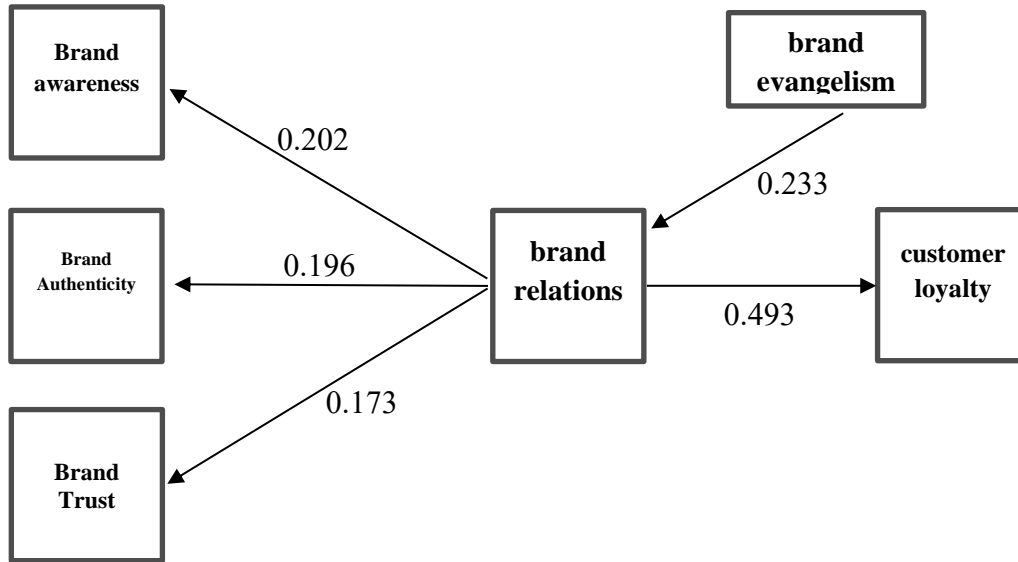 Brand
awareness
brand
evangelism
0.202
0.233
Brand
Authenticity
0.196
brand
relations
0.493
customer
loyalty
0.173
Brand
Trust